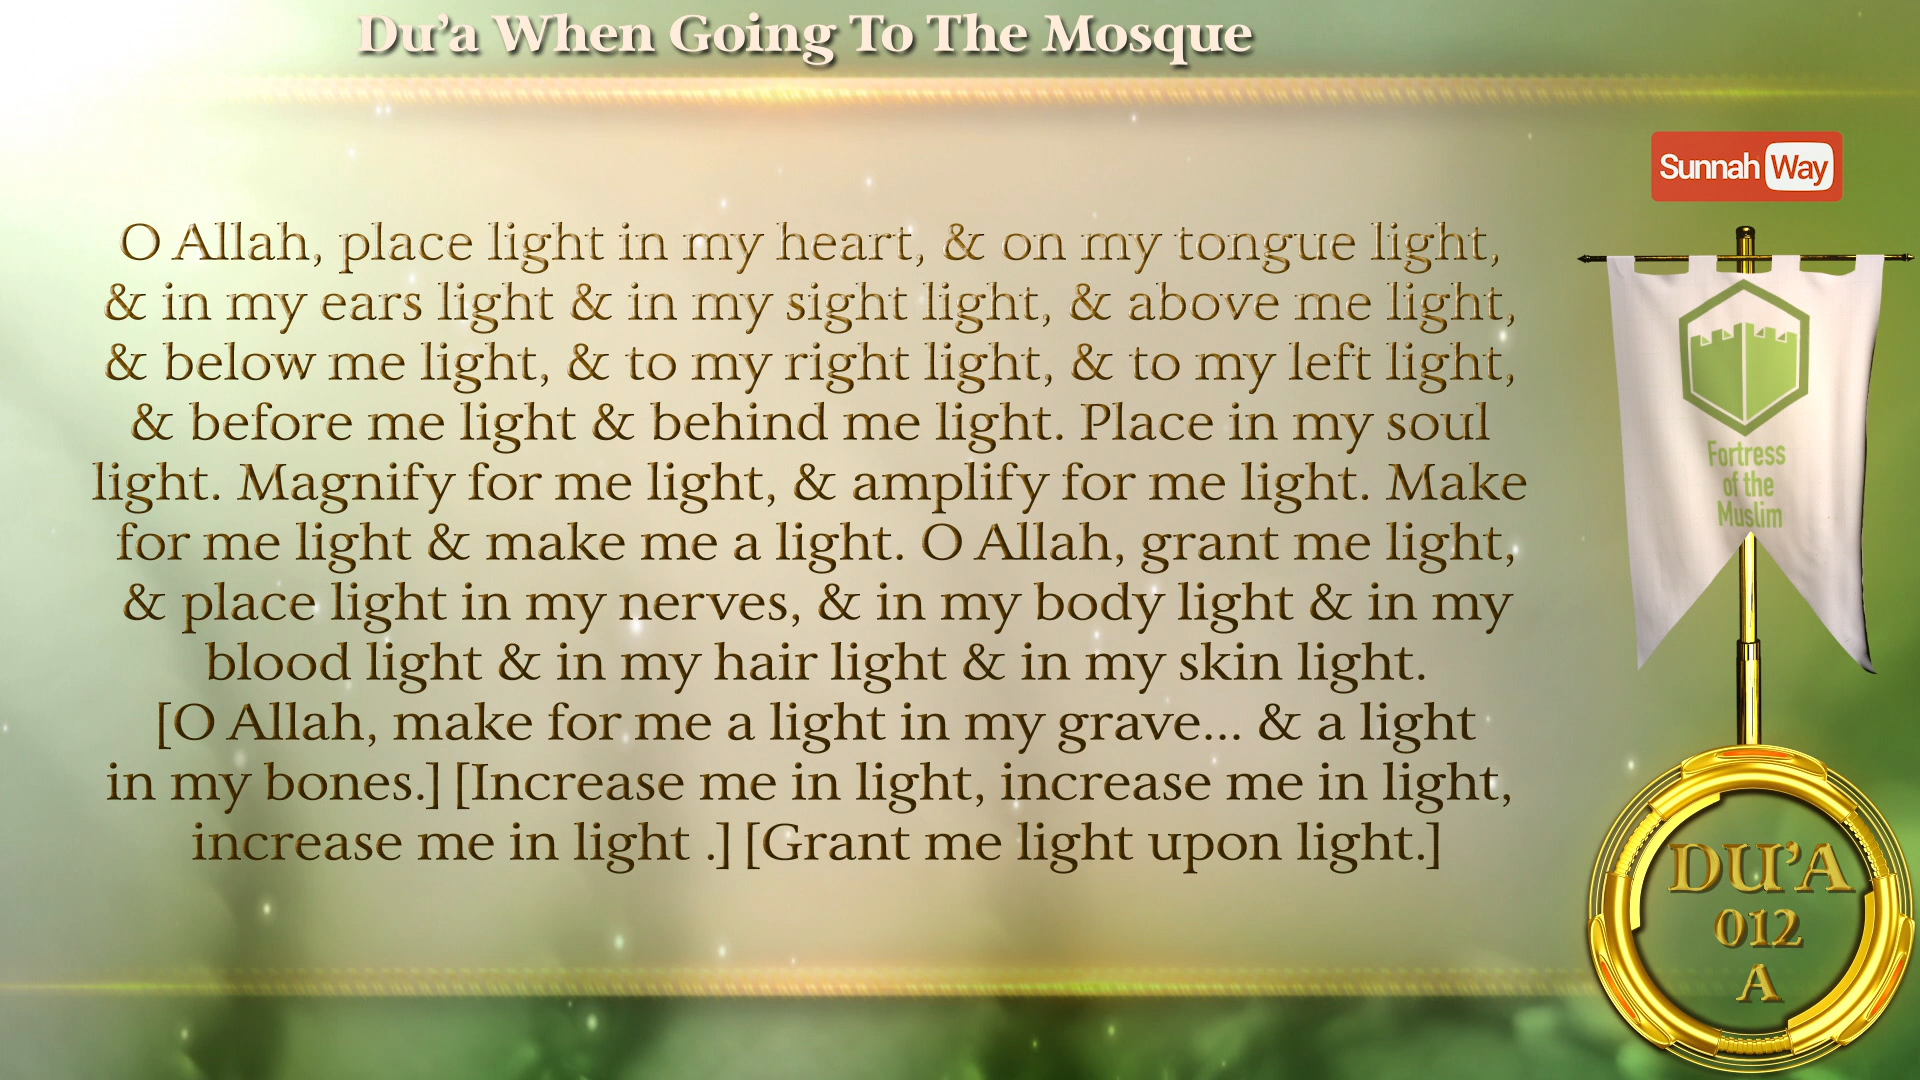 Du’a When Going To The Mosque
Sunnah Way
O Allah, place light in my heart, & on my tongue light,
& in my ears light & in my sight light, & above me light,
& below me light, & to my right light, & to my left light,
& before me light & behind me light. Place in my soul
light. Magnify for me light, & amplify for me light. Make
for me light & make me a light. O Allah, grant me light,
& place light in my nerves, & in my body light & in my
blood light & in my hair light & in my skin light.
[O Allah, make for me a light in my grave... & a light
in my bones.] [Increase me in light, increase me in light,
increase me in light .] [Grant me light upon light.]
Fortress
of the
Muslim
DU’A
012
A